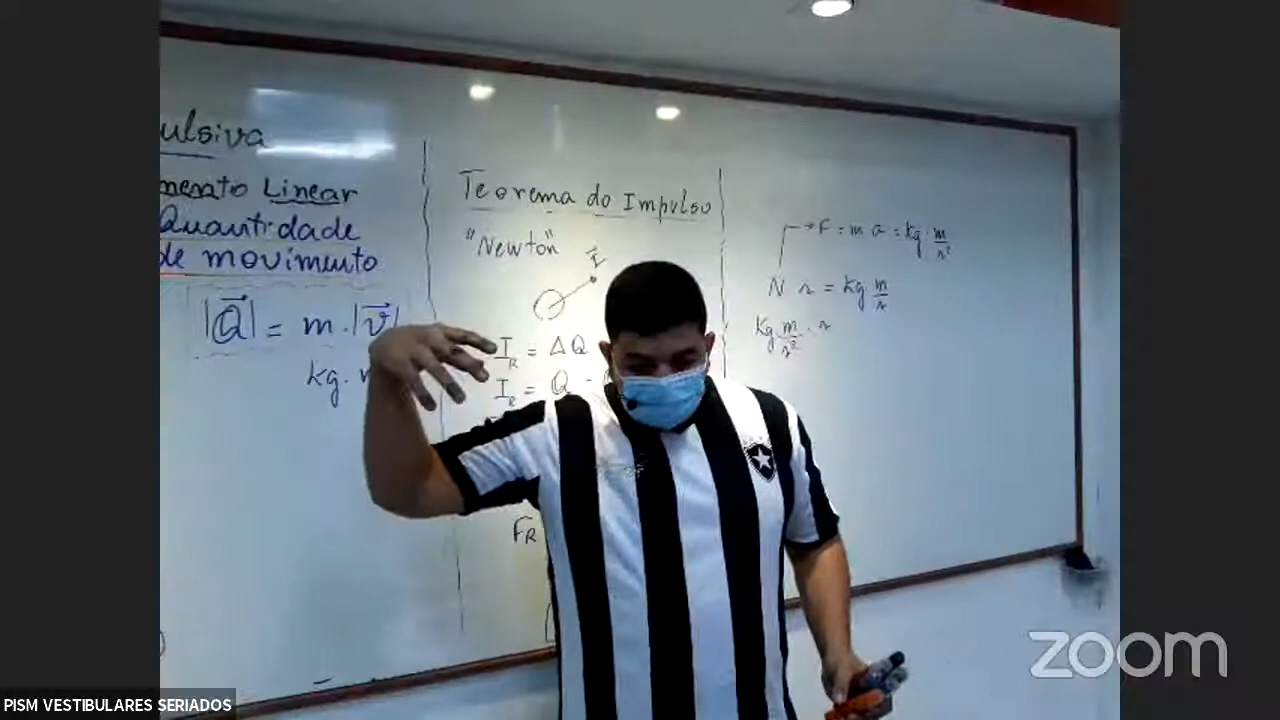 ulsiva
Linear
Quantidade
de movimento
|Q⃗| = m . |v⃗|
kg.
Teorema do Impulso
"Newton"
I_R = ΔQ
I_R = Q -
F_R
F = m a = kg . m/s²
N s = kg m/s
kg m/s² . s
zoom
PISM VESTIBULARES SERIADOS